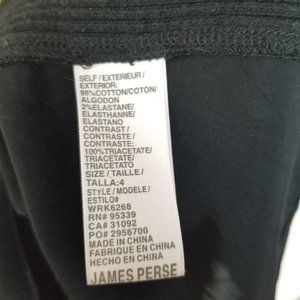 SELF / EXTERIEUR /
EXTERIOR:
98%COTTON/COTON/
ALGODON
2%ELASTANE/
ELASTHANNE/
ELASTANO
CONTRAST /
CONTRASTE /
CONTRASTE:
100%TRIACETATE/
TRIACETATE/
TRIACETATO
SIZE / TAILLE /
TALLA:4
STYLE / MODELE /
ESTILO#
WRK6268
RN# 95339
CA# 31092
PO# 2956700
MADE IN CHINA
FABRIQUE EN CHINA
HECHO EN CHINA
JAMES PERSE